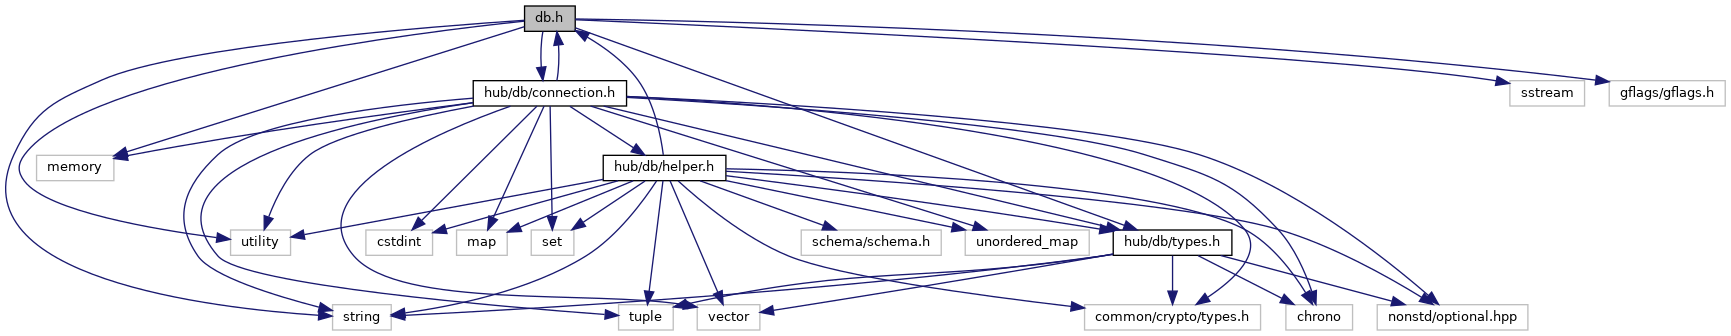 db.h
hub/db/connection.h
sstream
gflags/gflags.h
memory
hub/db/helper.h
utility
cstdint
map
set
schema/schema.h
unordered_map
hub/db/types.h
string
tuple
vector
common/crypto/types.h
chrono
nonstd/optional.hpp